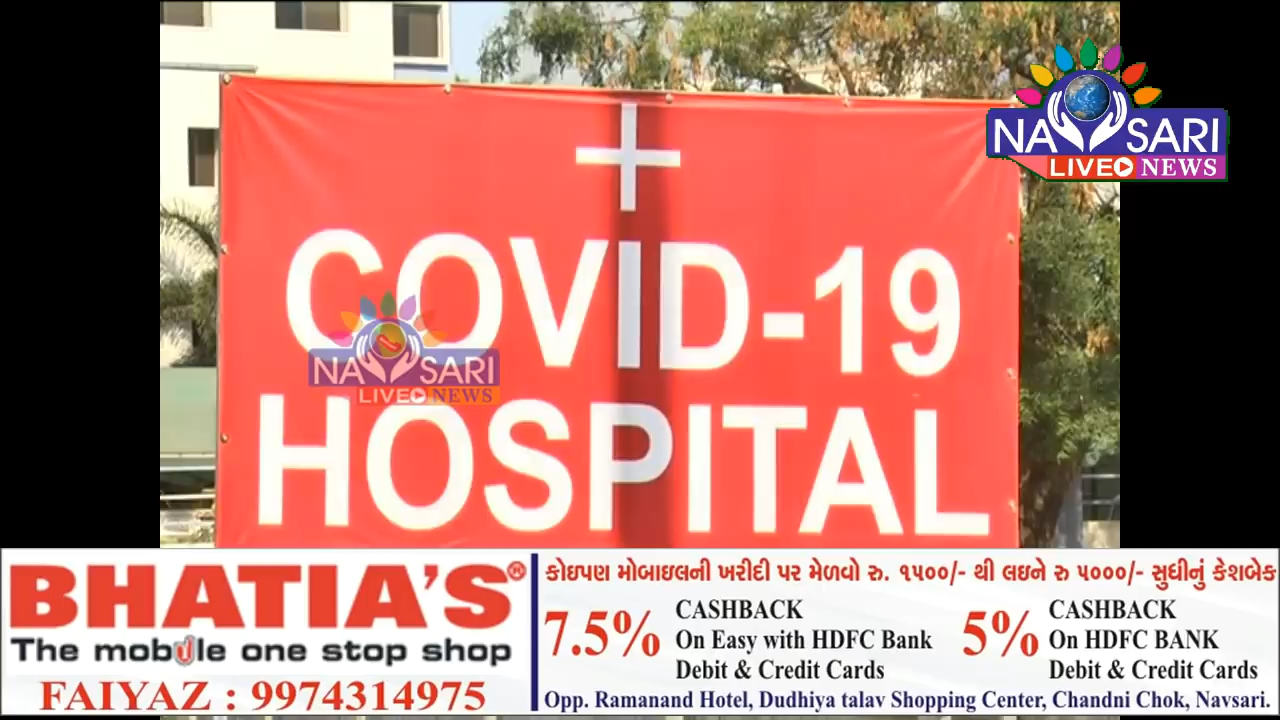 NAVSARI
LIVE NEWS
COVID-19
NAVSARI
LIVE NEWS
HOSPITAL
BHATIA'S®
The mobile one stop shop
FAIYAZ : 9974314975
કોઇપણ મોબાઇલની ખરીદી પર મેળવો રુ. ૧૫૦૦/- થી લઇને રુ ૫૦૦૦/- સુધીનું કેશબેક
7.5% CASHBACK
On Easy with HDFC Bank
Debit & Credit Cards
5% CASHBACK
On HDFC BANK
Debit & Credit Cards
Opp. Ramanand Hotel, Dudhiya talav Shopping Center, Chandni Chok, Navsari.